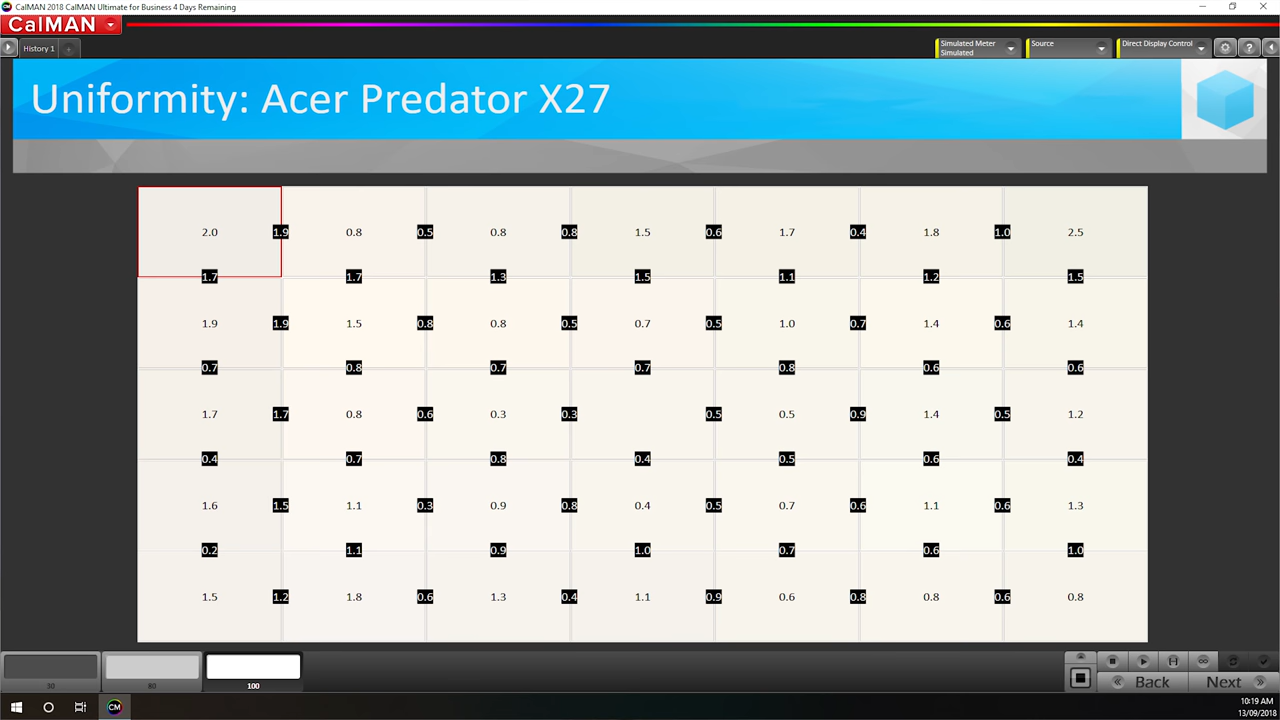 CalMAN 2018 CalMAN Ultimate for Business 4 Days Remaining
CalMAN
History 1
Simulated Meter
Simulated
Source
Direct Display Control
Uniformity: Acer Predator X27
2.0 1.9 0.8 0.5 0.8 0.8 1.5 0.6 1.7 0.4 1.8 1.0 2.5
1.7 1.7 1.3 1.5 1.1 1.2 1.5
1.9 1.9 1.5 0.8 0.8 0.5 0.7 0.5 1.0 0.7 1.4 0.6 1.4
0.7 0.8 0.7 0.7 0.8 0.6 0.6
1.7 1.7 0.8 0.6 0.3 0.3 0.5 0.5 0.9 1.4 0.5 1.2
0.4 0.7 0.8 0.4 0.5 0.6 0.4
1.6 1.5 1.1 0.3 0.9 0.8 0.4 0.5 0.7 0.6 1.1 0.6 1.3
0.2 1.1 0.9 1.0 0.7 0.6 1.0
1.5 1.2 1.8 0.6 1.3 0.4 1.1 0.9 0.6 0.8 0.8 0.6 0.8
30 80 100
Back Next
CM
10:19 AM
13/09/2018